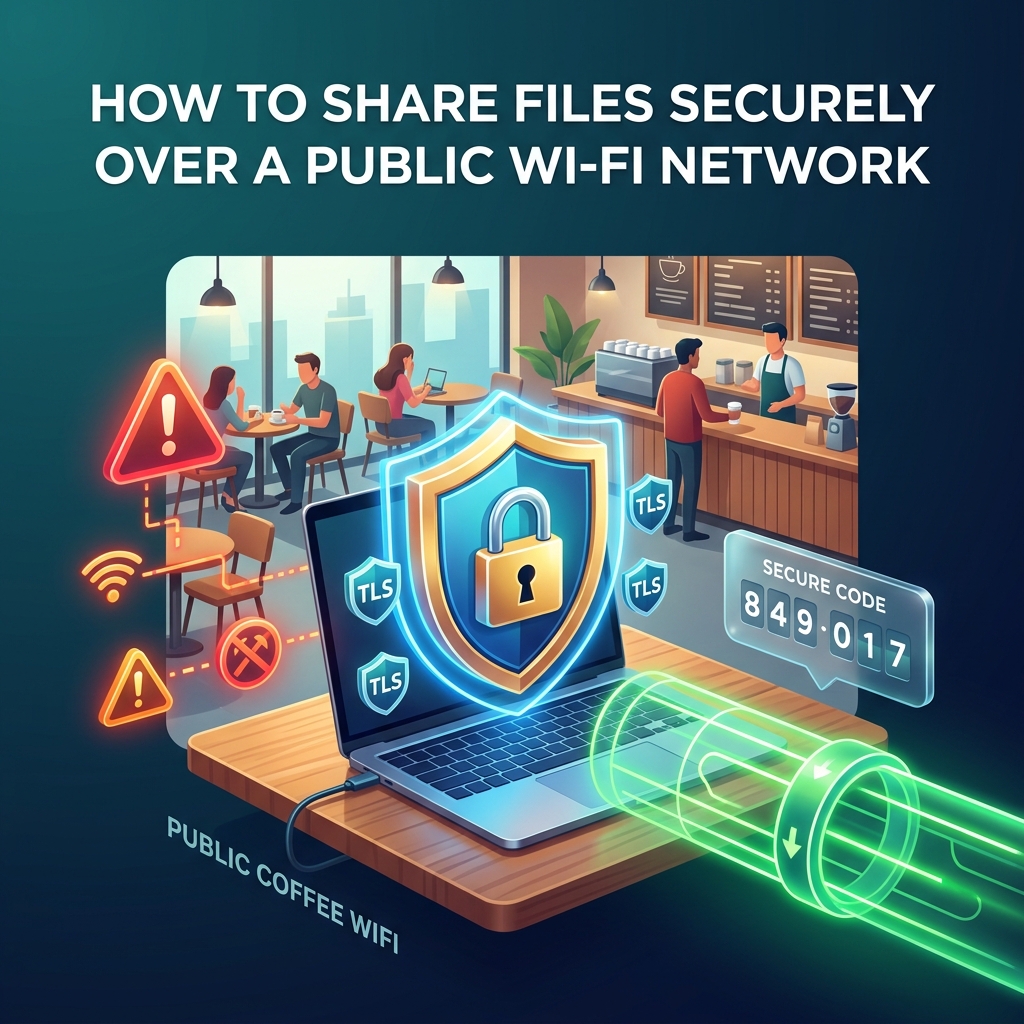 HOW TO SHARE FILES SECURELY
OVER A PUBLIC WI-FI NETWORK
TLS
TLS
TLS
TLS
SECURE CODE
849·017
PUBLIC COFFEE WIFI